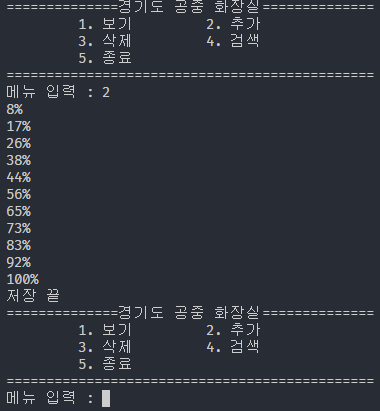 ==============경기도 공중 화장실==============
1. 보기 2. 추가
3. 삭제 4. 검색
5. 종료
==============================================
메뉴 입력 : 2
8%
17%
26%
38%
44%
56%
65%
73%
83%
92%
100%
저장 끝
==============경기도 공중 화장실==============
1. 보기 2. 추가
3. 삭제 4. 검색
5. 종료
==============================================
메뉴 입력 :